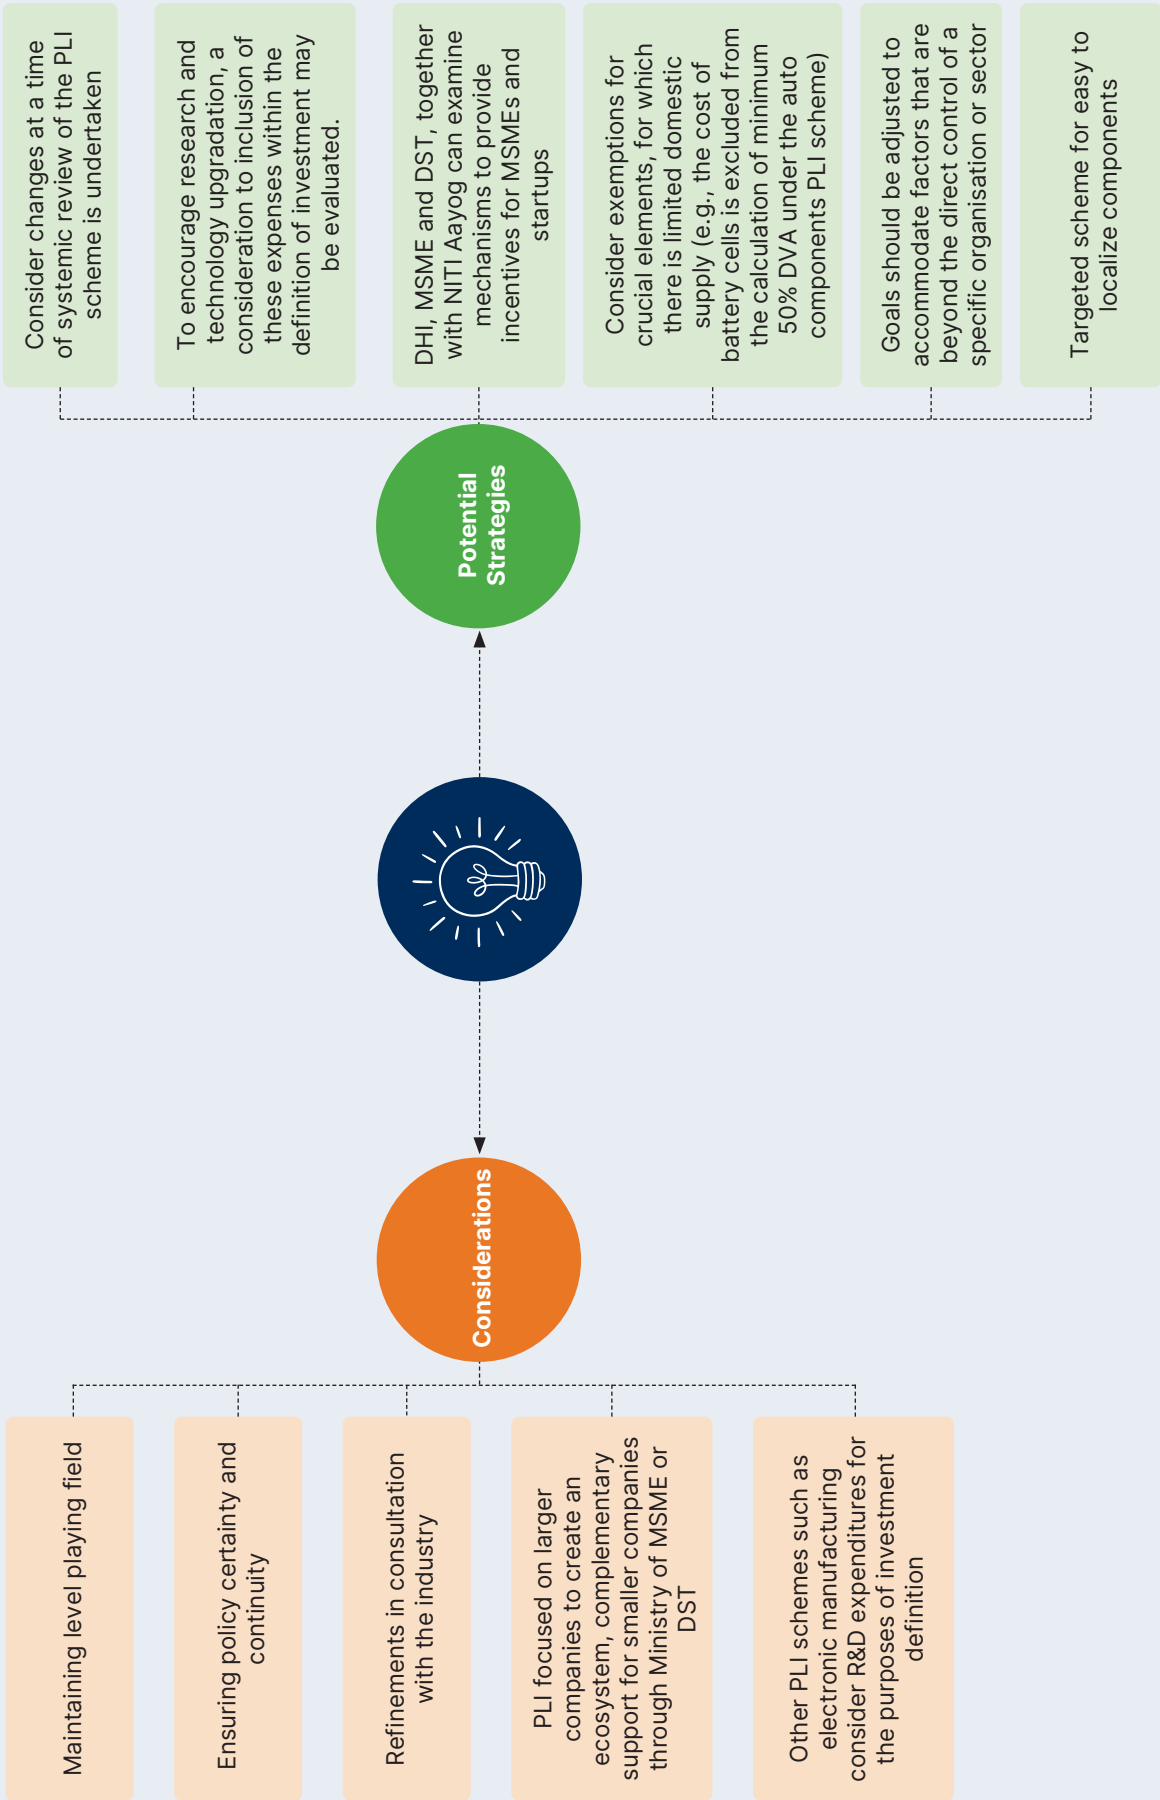 Considerations
Maintaining level playing field
Ensuring policy certainty and
continuity
Refinements in consultation
with the industry
PLI focused on larger
companies to create an
ecosystem, complementary
support for smaller companies
through Ministry of MSME or
DST
Other PLI schemes such as
electronic manufacturing
consider R&D expenditures for
the purposes of investment
definition
Potential
Strategies
Consider changes at a time
of systemic review of the PLI
scheme is undertaken
To encourage research and
technology upgradation, a
consideration to inclusion of
these expenses within the
definition of investment may
be evaluated.
DHI, MSME and DST, together
with NITI Aayog can examine
mechanisms to provide
incentives for MSMEs and
startups
Consider exemptions for
crucial elements, for which
there is limited domestic
supply (e.g., the cost of
battery cells is excluded from
the calculation of minimum
50% DVA under the auto
components PLI scheme)
Goals should be adjusted to
accommodate factors that are
beyond the direct control of a
specific organisation or sector
Targeted scheme for easy to
localize components